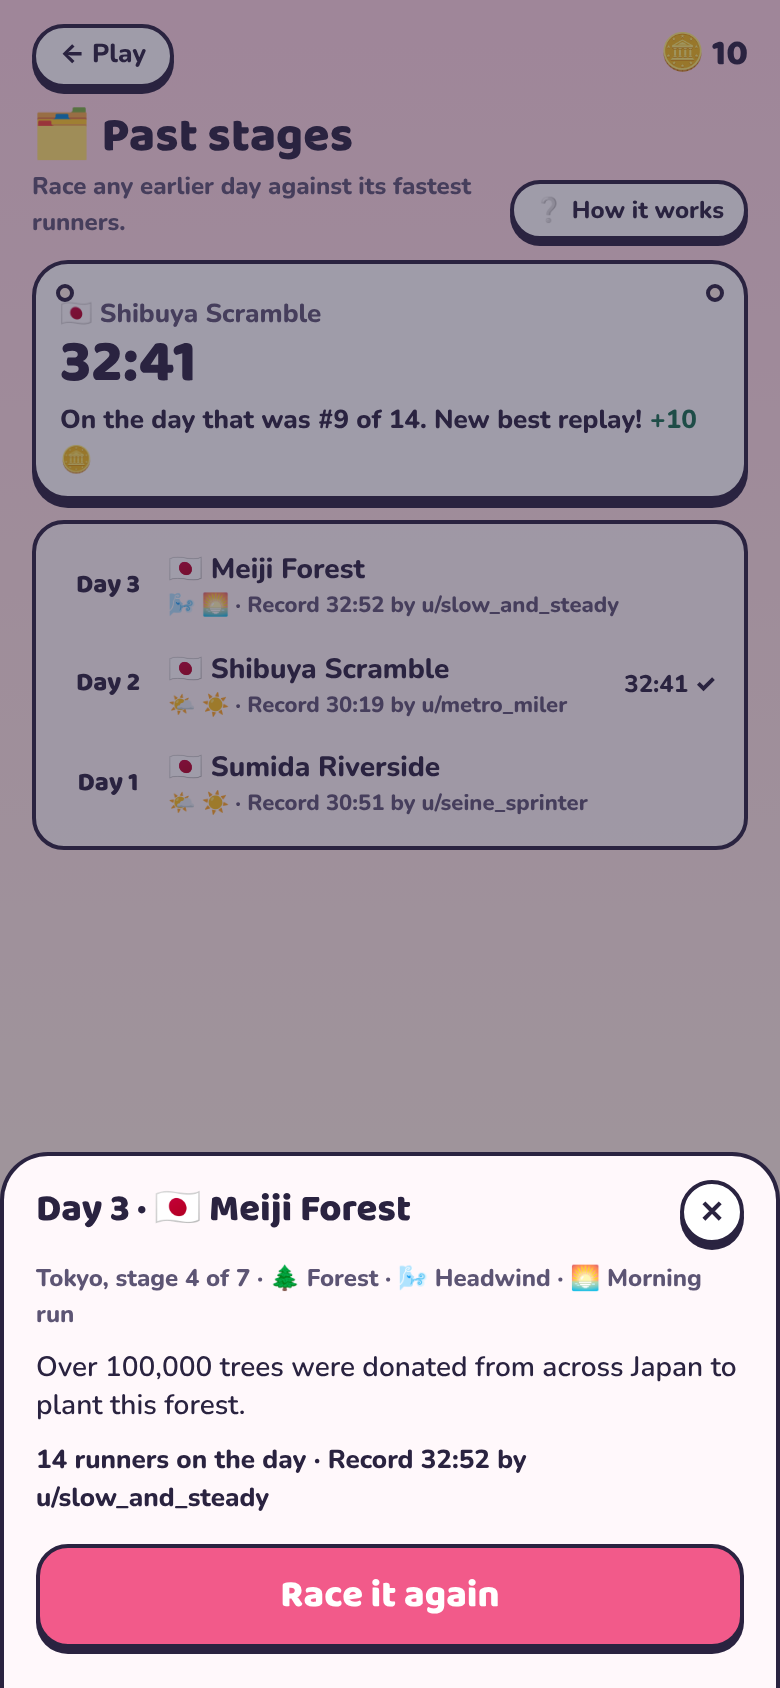 ← Play
10
Past stages
Race any earlier day against its fastest
runners.
How it works
Shibuya Scramble
32:41
On the day that was #9 of 14. New best replay! +10
Day 3
Meiji Forest
· Record 32:52 by u/slow_and_steady
Day 2
Shibuya Scramble
· Record 30:19 by u/metro_miler
32:41 ✓
Day 1
Sumida Riverside
· Record 30:51 by u/seine_sprinter
Day 3 · Meiji Forest
Tokyo, stage 4 of 7 · Forest · Headwind · Morning
run
Over 100,000 trees were donated from across Japan to
plant this forest.
14 runners on the day · Record 32:52 by
u/slow_and_steady
Race it again